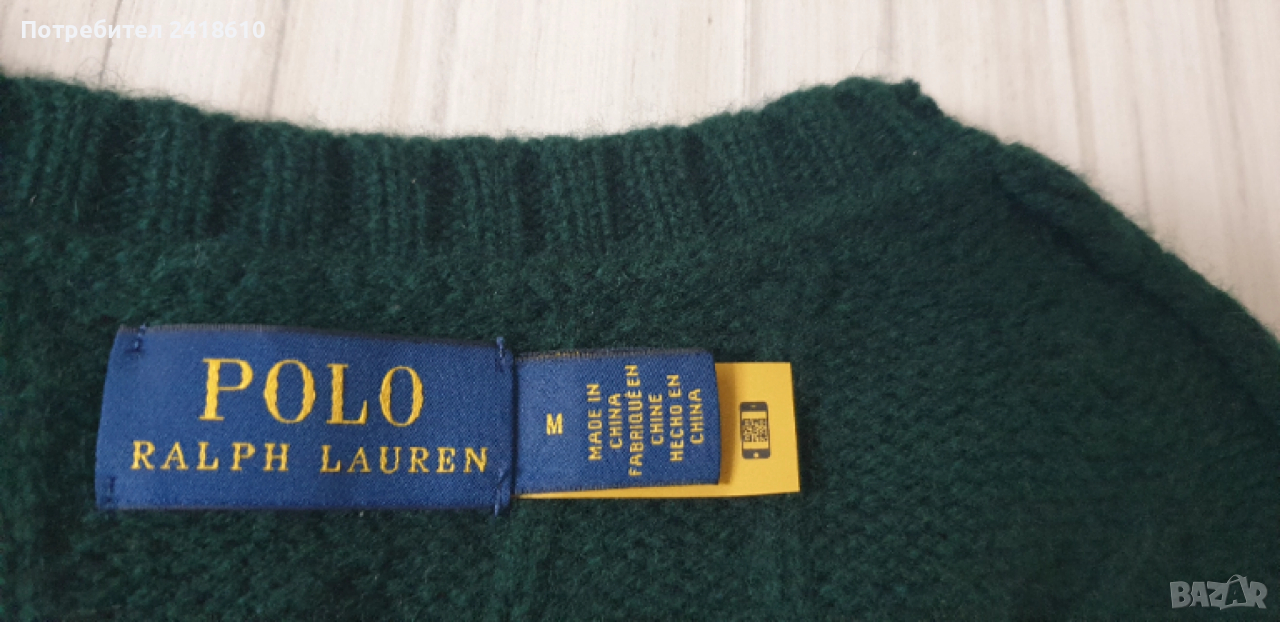 Потребител 2418610
POLO
RALPH LAUREN
M
MADE IN
CHINA
FABRIQUÉ EN
CHINE
HECHO EN
CHINA
BAZAR